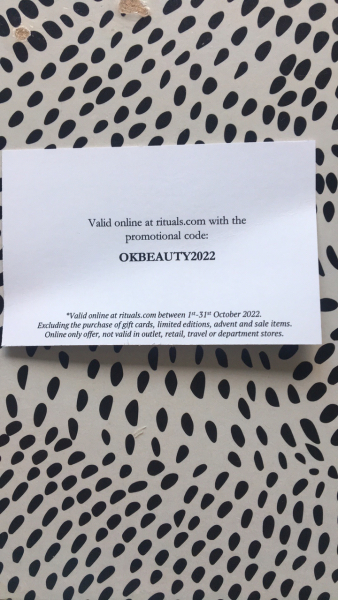 Valid online at rituals.com with the
promotional code:
OKBEAUTY2022
*Valid online at rituals.com between 1st-31st October 2022.
Excluding the purchase of gift cards, limited editions, advent and sale items.
Online only offer, not valid in outlet, retail, travel or department stores.